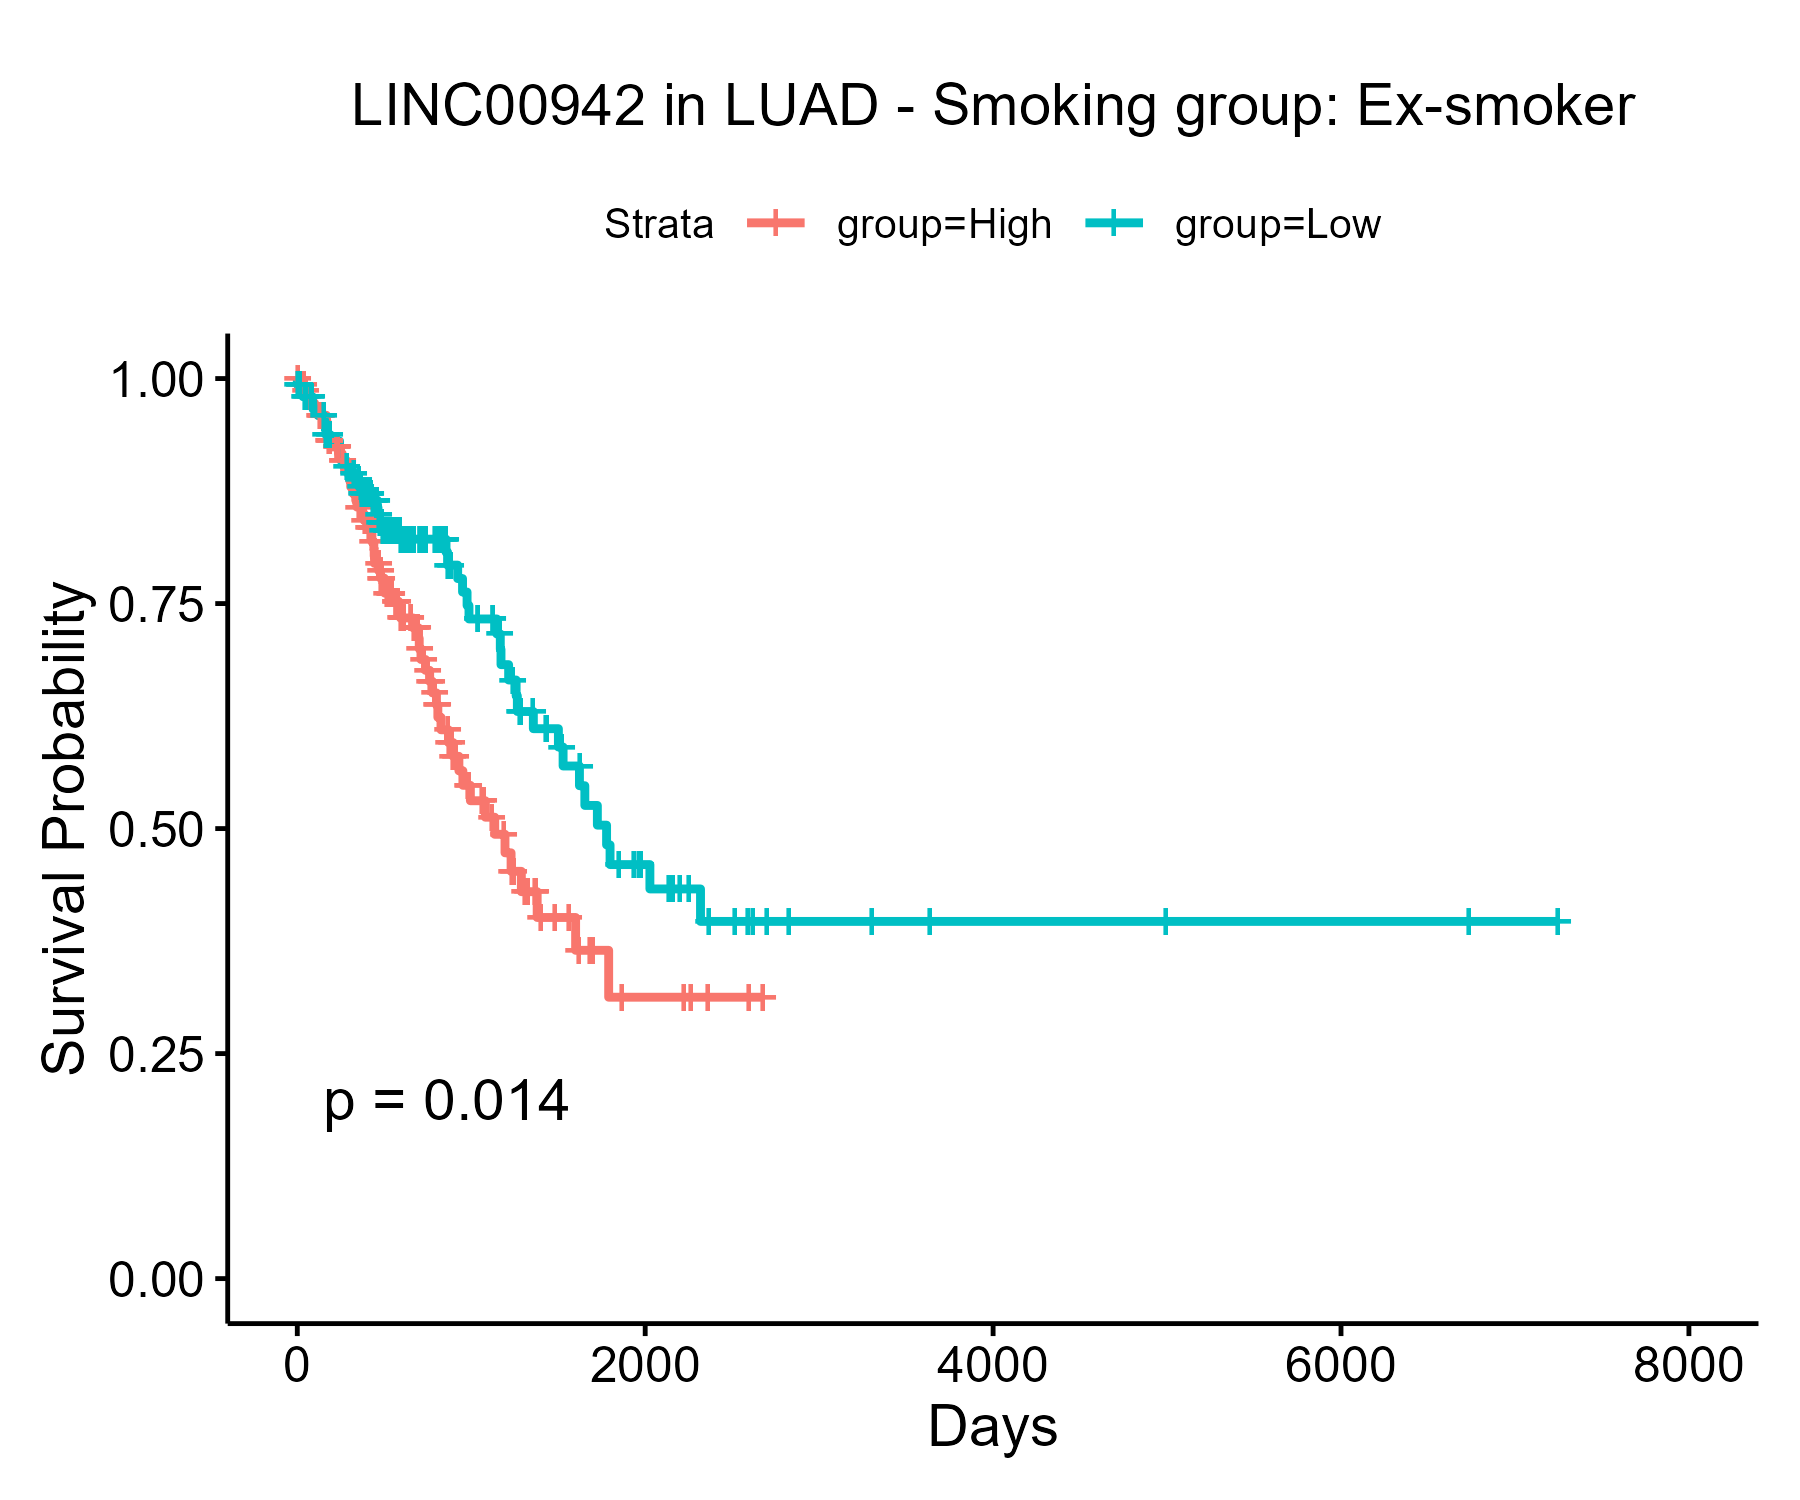 LINC00942 in LUAD - Smoking group: Ex-smoker
Strata group=High group=Low
Survival Probability
1.00
0.75
0.50
0.25
0.00
p = 0.014
0 2000 4000 6000 8000
Days